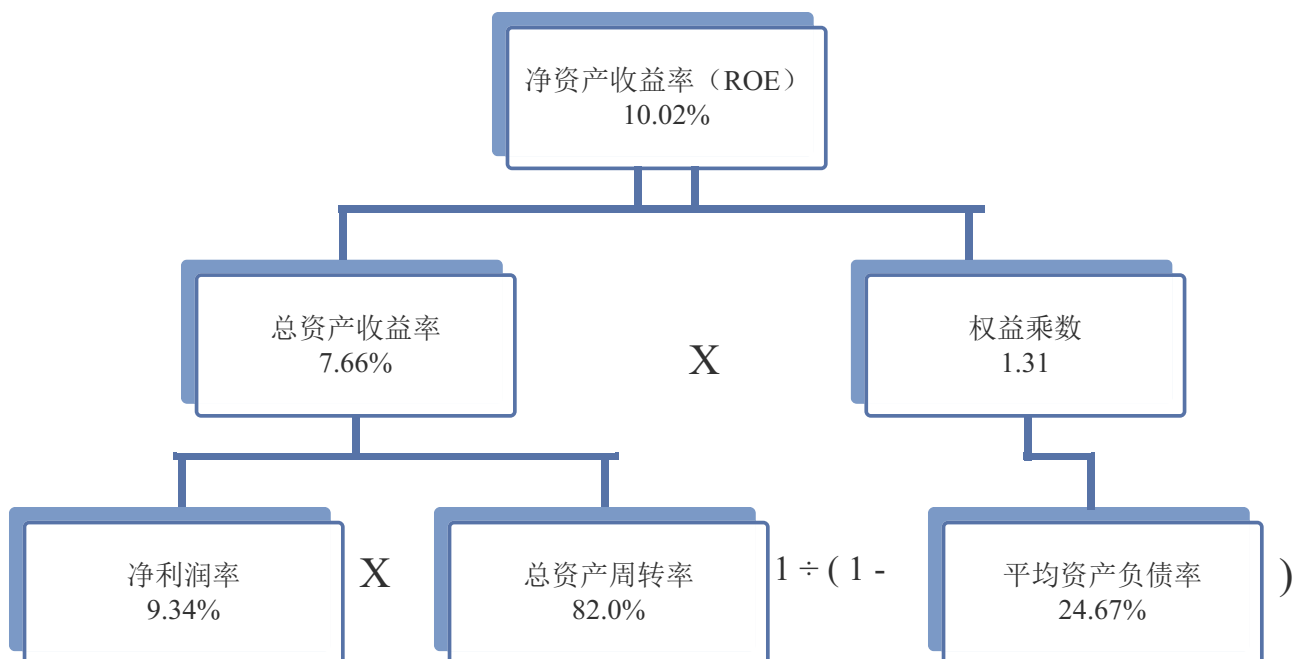 净资产收益率（ROE）
10.02%
总资产收益率
7.66%
X
权益乘数
1.31
净利润率
9.34%
X
总资产周转率
82.0%
1 ÷ ( 1 -
平均资产负债率
24.67%
)